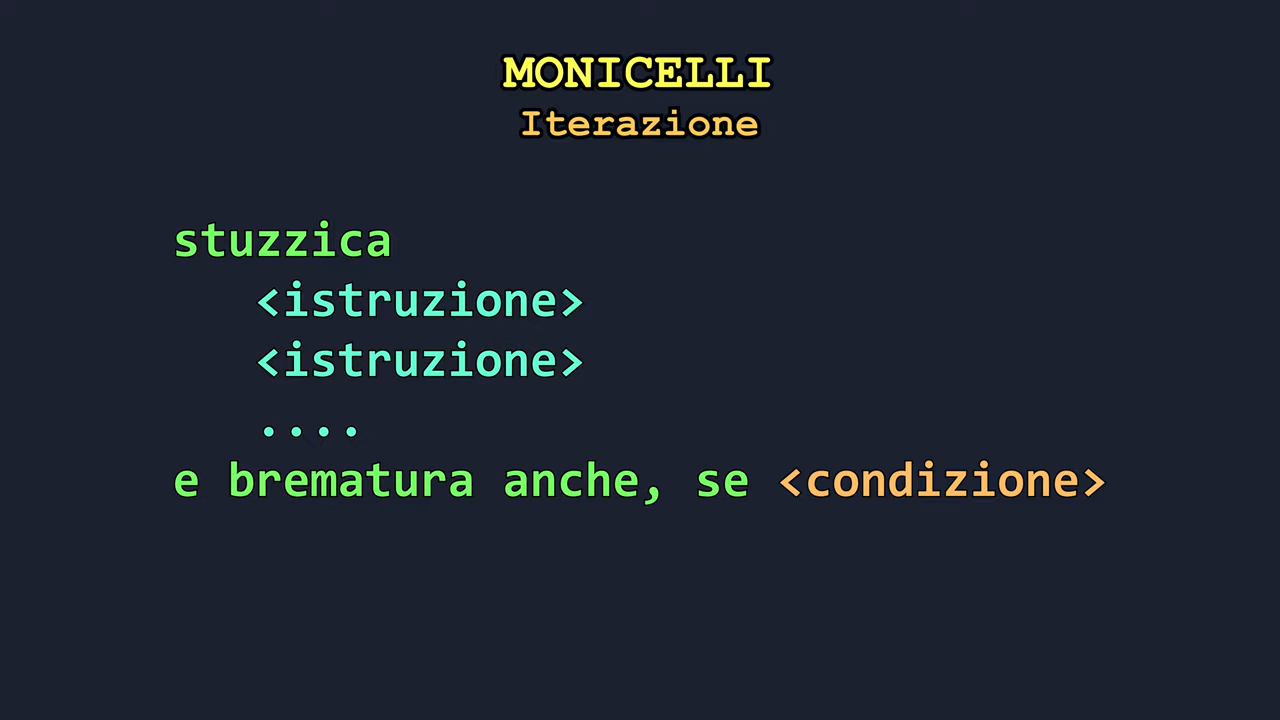 MONICELLI
Iterazione
stuzzica
<istruzione>
<istruzione>
....
e brematura anche, se <condizione>